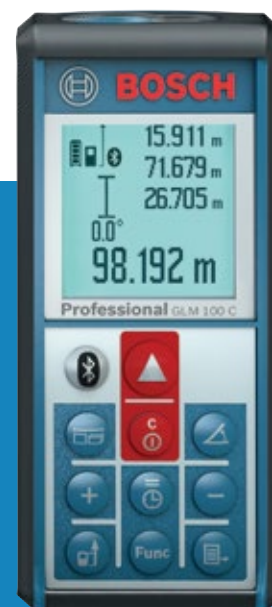 BOSCH
15.911 m
71.679 m
26.705 m
0.0°
98.192 m
Professional GLM 100 C
C
+
−
Func